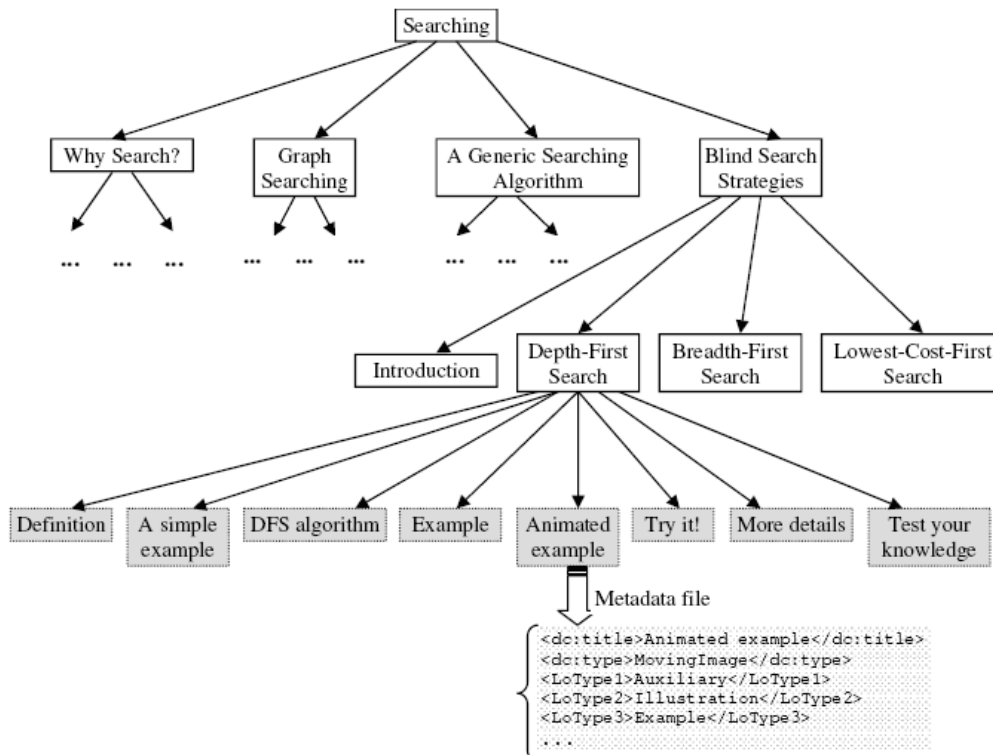 Searching
Why Search?
Graph
Searching
A Generic Searching
Algorithm
Blind Search
Strategies
... ... ...
... ... ...
... ... ...
Introduction
Depth-First
Search
Breadth-First
Search
Lowest-Cost-First
Search
Definition
A simple
example
DFS algorithm
Example
Animated
example
Try it!
More details
Test your
knowledge
Metadata file
<dc:title>Animated example</dc:title>
<dc:type>MovingImage</dc:type>
<LoType1>Auxiliary</LoType1>
<LoType2>Illustration</LoType2>
<LoType3>Example</LoType3>
...